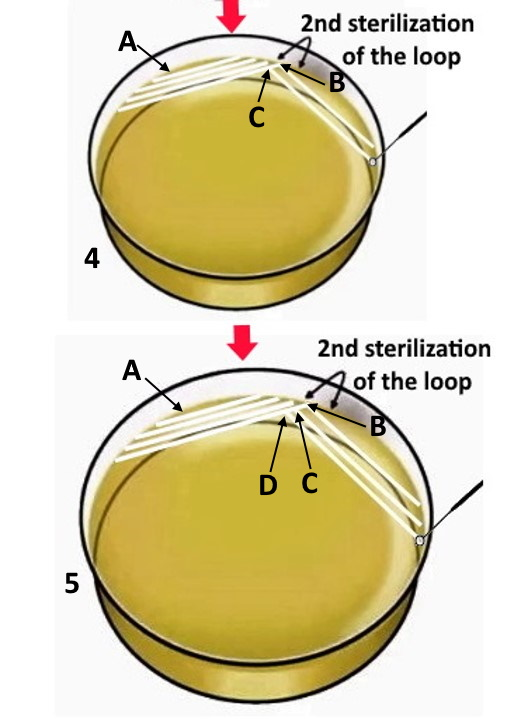 A
2nd sterilization
of the loop
B
C
4
2nd sterilization
of the loop
A
B
D
C
5